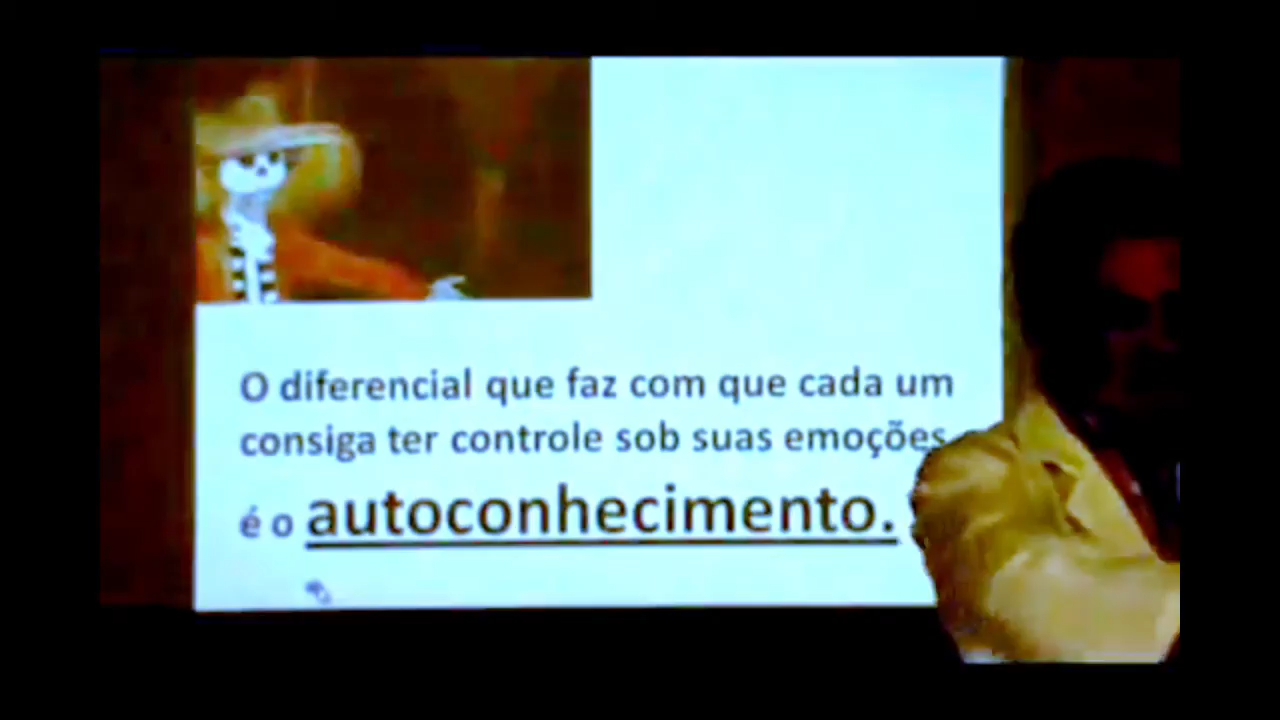 O diferencial que faz com que cada um
consiga ter controle sob suas emoções
é o autoconhecimento.